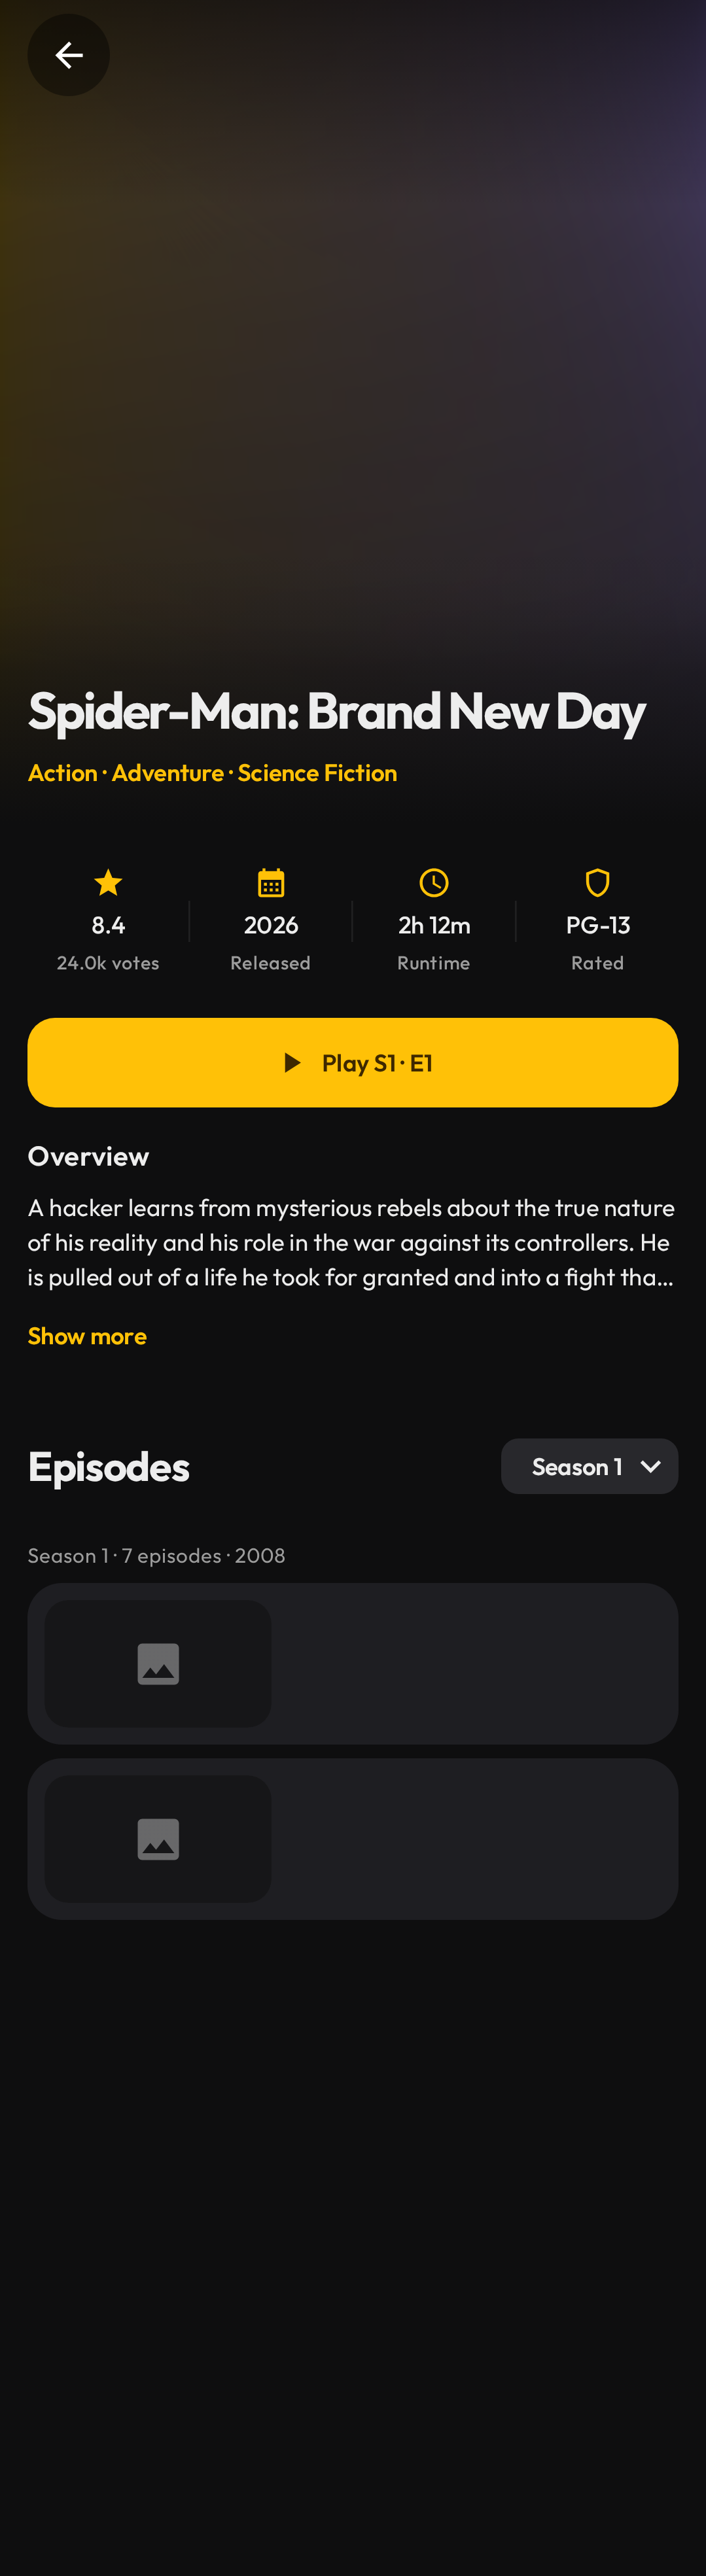 Spider-Man: Brand New Day
Action · Adventure · Science Fiction
8.4
24.0k votes
2026
Released
2h 12m
Runtime
PG-13
Rated
Play S1 · E1
Overview
A hacker learns from mysterious rebels about the true nature
of his reality and his role in the war against its controllers. He
is pulled out of a life he took for granted and into a fight tha...
Show more
Episodes
Season 1
Season 1 · 7 episodes · 2008